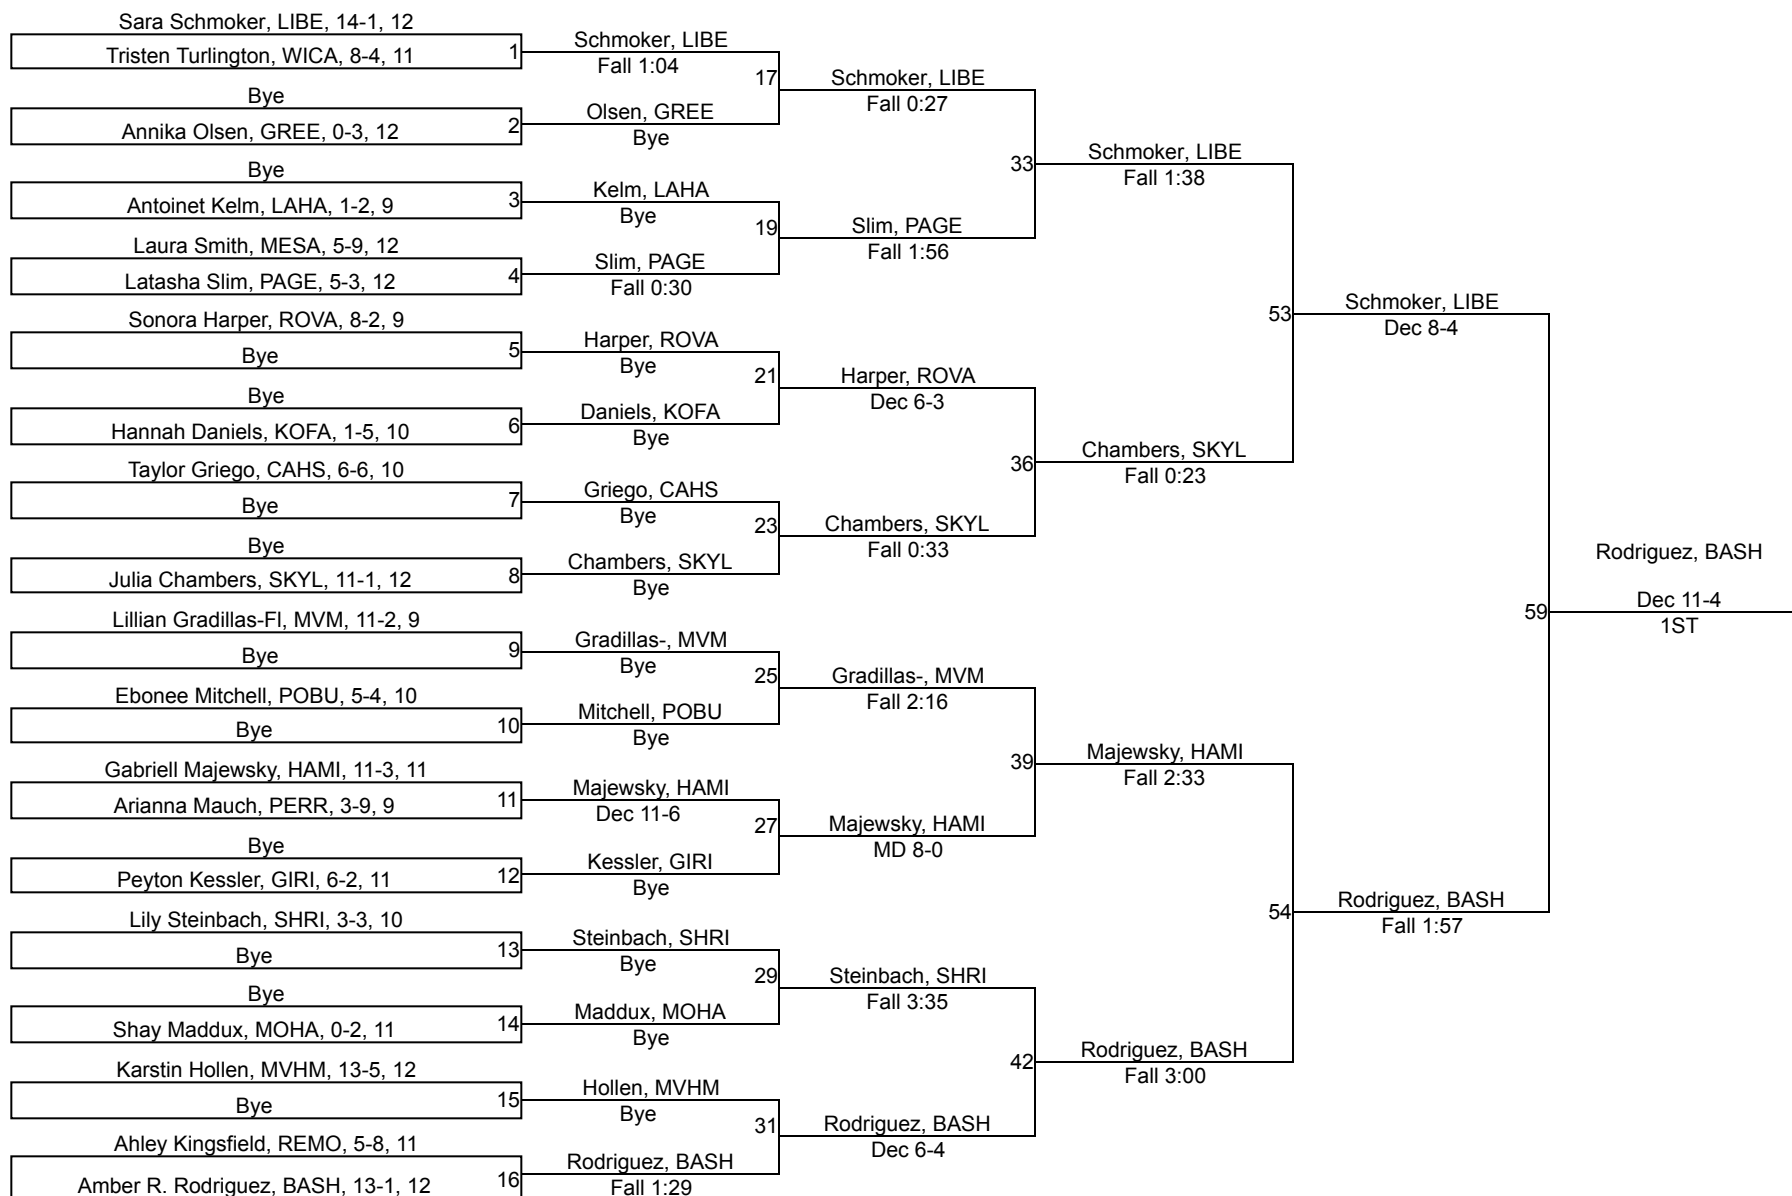 Sara Schmoker, LIBE, 14-1, 12
Tristen Turlington, WICA, 8-4, 11
1
Bye
Annika Olsen, GREE, 0-3, 12
2
Bye
Antoinet Kelm, LAHA, 1-2, 9
3
Laura Smith, MESA, 5-9, 12
Latasha Slim, PAGE, 5-3, 12
4
Sonora Harper, ROVA, 8-2, 9
Bye
5
Bye
Hannah Daniels, KOFA, 1-5, 10
6
Taylor Griego, CAHS, 6-6, 10
Bye
7
Bye
Julia Chambers, SKYL, 11-1, 12
8
Lillian Gradillas-Fl, MVM, 11-2, 9
Bye
9
Ebonee Mitchell, POBU, 5-4, 10
Bye
10
Gabriell Majewsky, HAMI, 11-3, 11
Arianna Mauch, PERR, 3-9, 9
11
Bye
Peyton Kessler, GIRI, 6-2, 11
12
Lily Steinbach, SHRI, 3-3, 10
Bye
13
Bye
Shay Maddux, MOHA, 0-2, 11
14
Karstin Hollen, MVHM, 13-5, 12
Bye
15
Ahley Kingsfield, REMO, 5-8, 11
Amber R. Rodriguez, BASH, 13-1, 12
16
Schmoker, LIBE
Fall 1:04
17
Olsen, GREE
Bye
Kelm, LAHA
Bye
19
Slim, PAGE
Fall 0:30
Harper, ROVA
Bye
21
Daniels, KOFA
Bye
Griego, CAHS
Bye
23
Chambers, SKYL
Bye
Gradillas-, MVM
Bye
25
Mitchell, POBU
Bye
Majewsky, HAMI
Dec 11-6
27
Kessler, GIRI
Bye
Steinbach, SHRI
Bye
29
Maddux, MOHA
Bye
Hollen, MVHM
Bye
31
Rodriguez, BASH
Fall 1:29
Schmoker, LIBE
Fall 0:27
33
Slim, PAGE
Fall 1:56
Harper, ROVA
Dec 6-3
36
Chambers, SKYL
Fall 0:33
Gradillas-, MVM
Fall 2:16
39
Majewsky, HAMI
MD 8-0
Steinbach, SHRI
Fall 3:35
42
Rodriguez, BASH
Dec 6-4
Schmoker, LIBE
Fall 1:38
53
Chambers, SKYL
Fall 0:23
Majewsky, HAMI
Fall 2:33
54
Rodriguez, BASH
Fall 3:00
Schmoker, LIBE
Dec 8-4
59
Rodriguez, BASH
Fall 1:57
Rodriguez, BASH
Dec 11-4
1ST